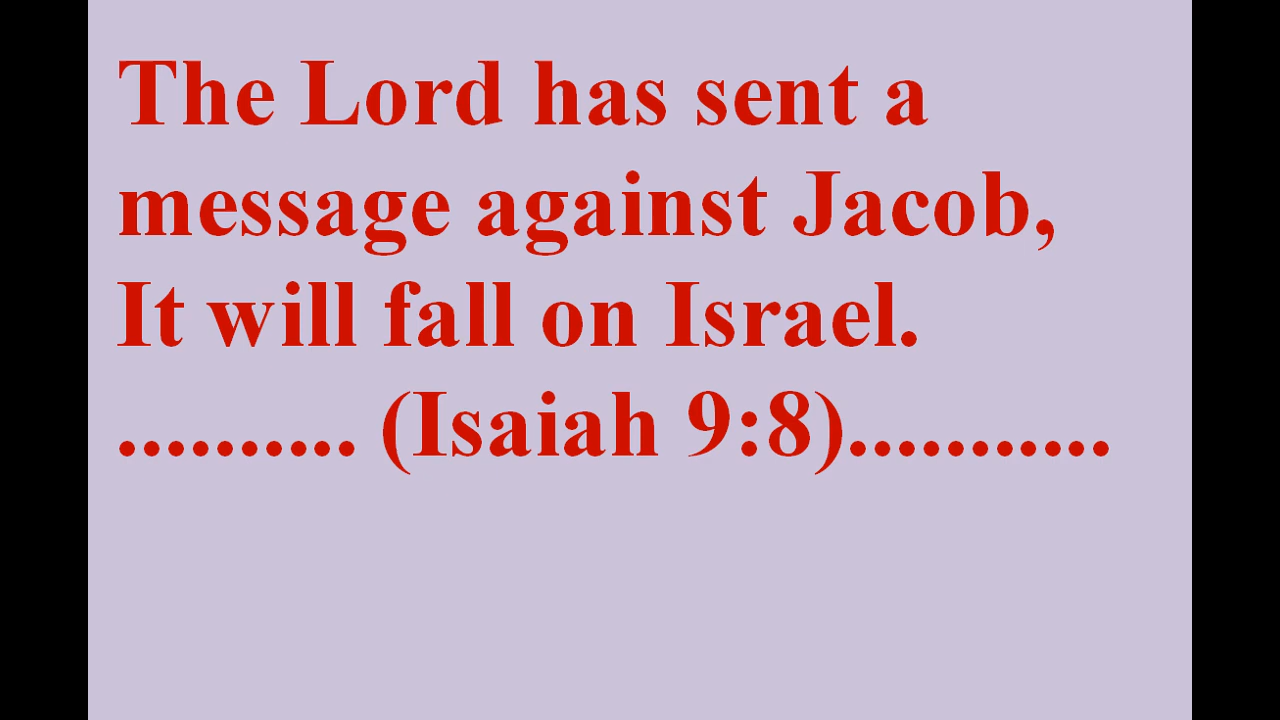 The Lord has sent a
message against Jacob,
It will fall on Israel.
.......... (Isaiah 9:8)...........